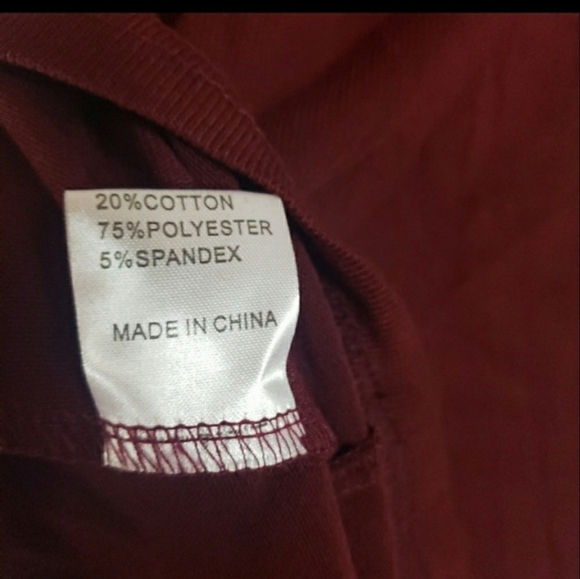 20%COTTON
75%POLYESTER
5%SPANDEX
MADE IN CHINA